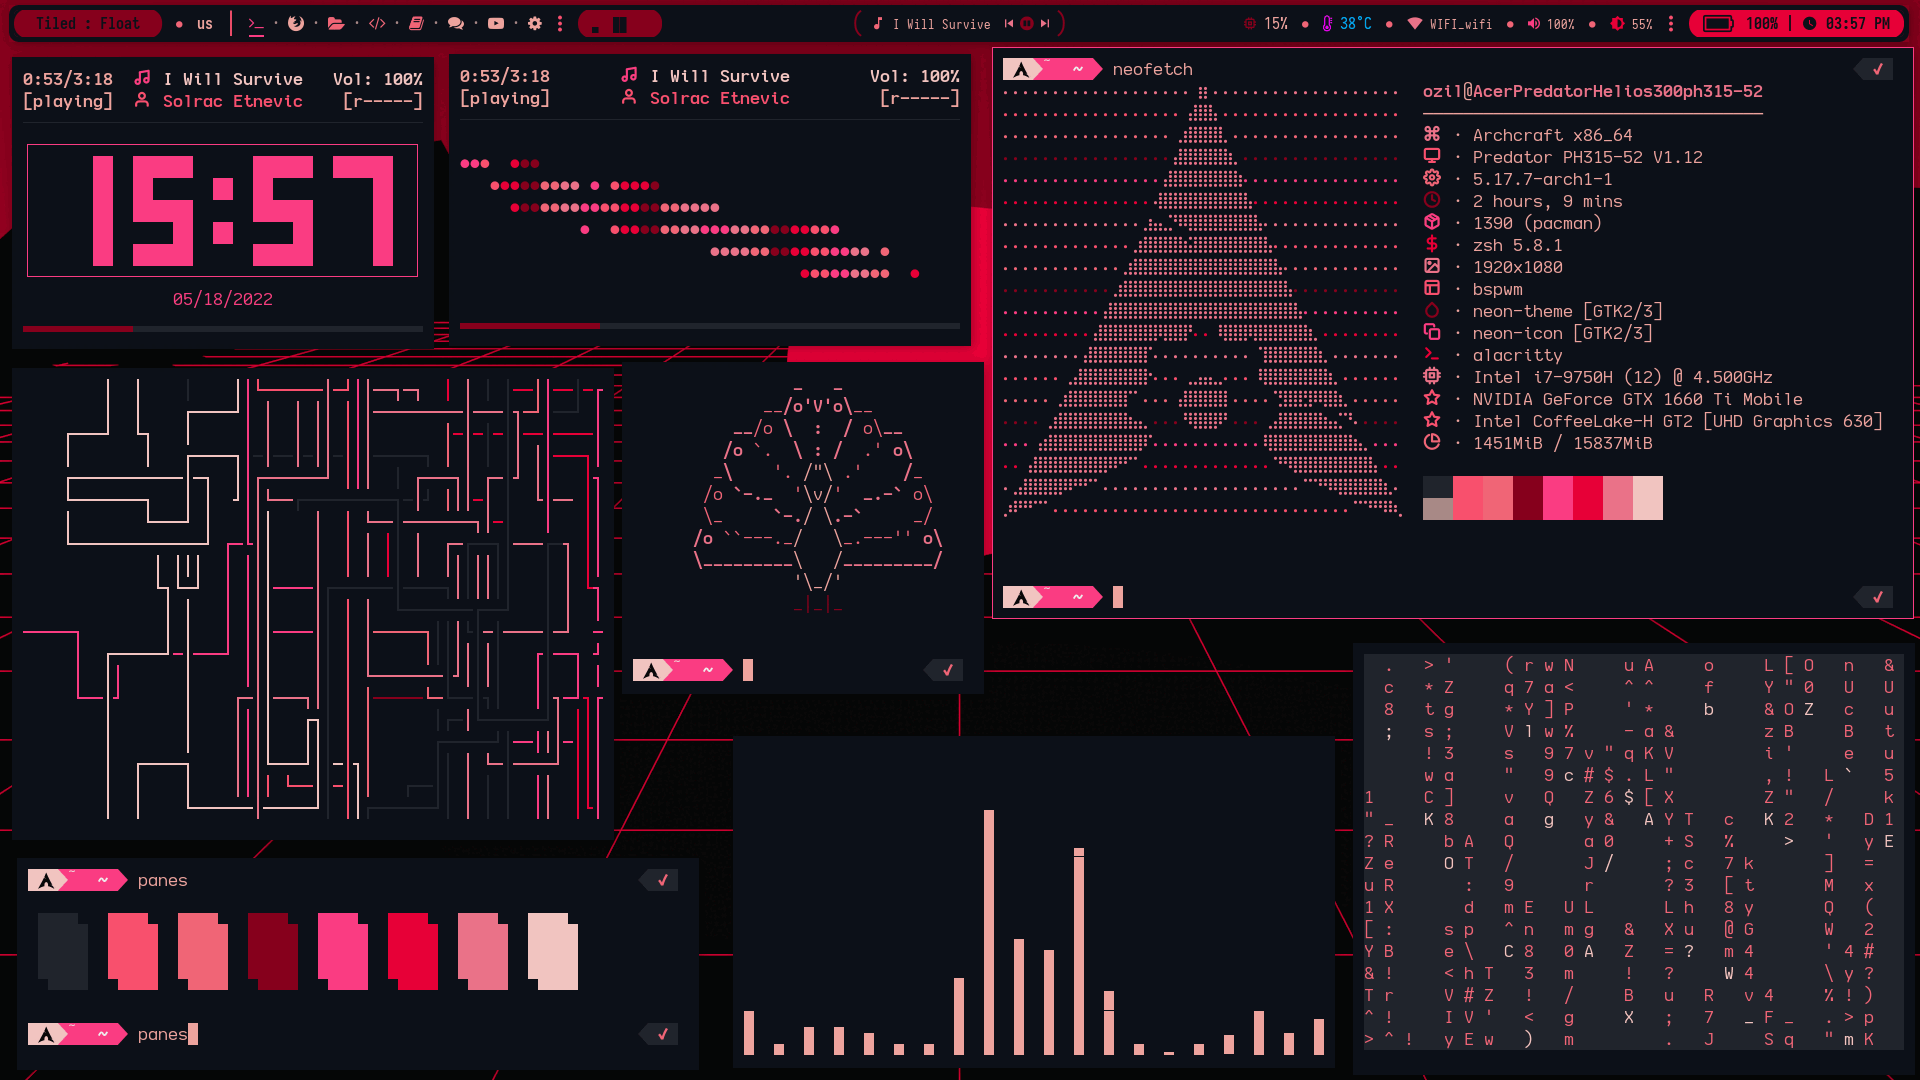 Tiled : Float
us
I Will Survive
15%
38°C
WIFI_wifi
100%
55%
100% | 03:57 PM
0:53/3:18 I Will Survive Vol: 100%
[playing] Solrac Etnevic [r-----]
15:57
05/18/2022
0:53/3:18 I Will Survive Vol: 100%
[playing] Solrac Etnevic [r-----]
~ neofetch
ozil@AcerPredatorHelios300ph315-52
· Archcraft x86_64
· Predator PH315-52 V1.12
· 5.17.7-arch1-1
· 2 hours, 9 mins
· 1390 (pacman)
· zsh 5.8.1
· 1920x1080
· bspwm
· neon-theme [GTK2/3]
· neon-icon [GTK2/3]
· alacritty
· Intel i7-9750H (12) @ 4.500GHz
· NVIDIA GeForce GTX 1660 Ti Mobile
· Intel CoffeeLake-H GT2 [UHD Graphics 630]
· 1451MiB / 15837MiB
~
~
~ panes
~ panes